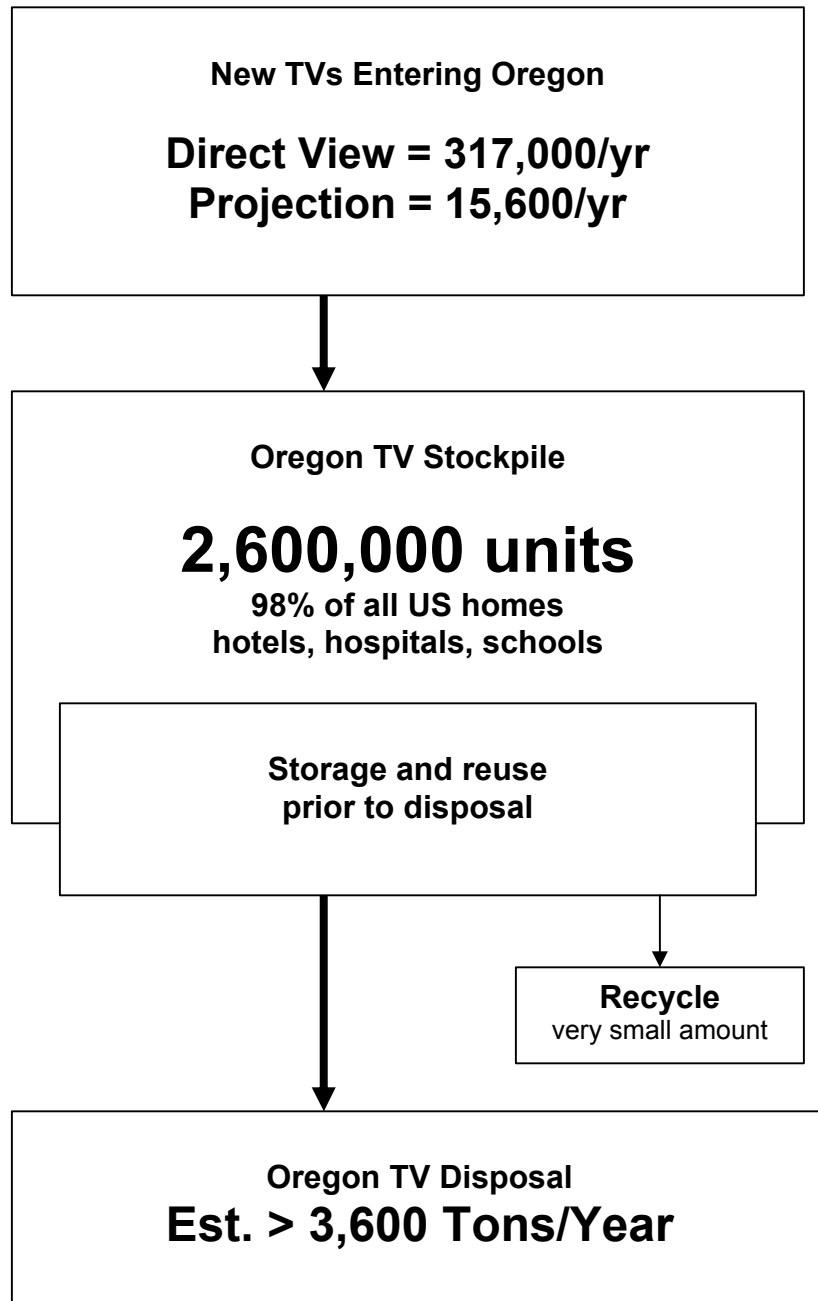 New TVs Entering Oregon
Direct View = 317,000/yr
Projection = 15,600/yr
Oregon TV Stockpile
2,600,000 units
98% of all US homes
hotels, hospitals, schools
Storage and reuse
prior to disposal
Recycle
very small amount
Oregon TV Disposal
Est. > 3,600 Tons/Year